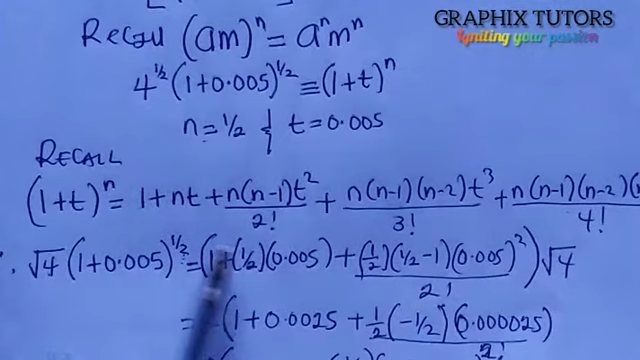 GRAPHIX TUTORS
Igniting your passion
Recall (am)ⁿ = aⁿmⁿ
4^½ (1+0.005)^½ ≡ (1+t)ⁿ
n = ½ & t = 0.005
RECALL
(1+t)ⁿ = 1 + nt + n(n-1)t²/2! + n(n-1)(n-2)t³/3! + n(n-1)(n-2)(/4!
√4 (1+0.005)^½ = (1+(½)(0.005) + (½)(½-1)(0.005)²/2!)√4
= (1+0.0025 + ½(-½)(0.000025)/2!